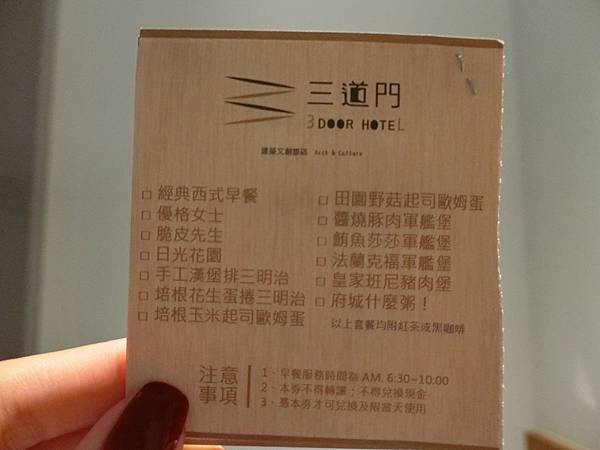 三道門
3DOOR HOTEL
建築文創旅店 Arch & Culture
□ 經典西式早餐
□ 優格女士
□ 脆皮先生
□ 日光花園
□ 手工漢堡排三明治
□ 培根花生蛋捲三明治
□ 培根玉米起司歐姆蛋
□ 田園野菇起司歐姆蛋
□ 醬燒豚肉軍艦堡
□ 鮪魚莎莎軍艦堡
□ 法蘭克福軍艦堡
□ 皇家班尼豬肉堡
□ 府城什麼粥!
以上套餐均附紅茶或黑咖啡
注意
事項
1、早餐服務時間為 AM. 6:30~10:00
2、本券不得轉讓;不得兌換現金
3、憑本券才可兌換及限當天使用